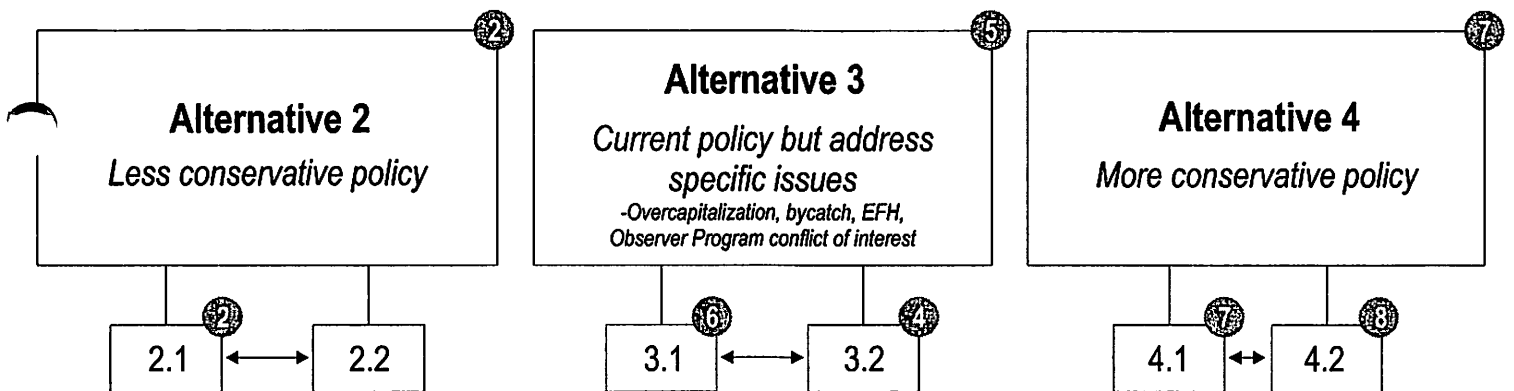 2
5
7
Alternative 2
Less conservative policy
Alternative 3
Current policy but address
specific issues
-Overcapitalization, bycatch, EFH,
Observer Program conflict of interest
Alternative 4
More conservative policy
2
6
4
7
8
2.1
2.2
3.1
3.2
4.1
4.2